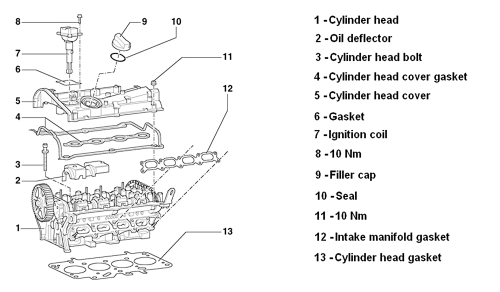 8
9
10
7
11
6
12
5
4
3
2
1
13
1 - Cylinder head
2 - Oil deflector
3 - Cylinder head bolt
4 - Cylinder head cover gasket
5 - Cylinder head cover
6 - Gasket
7 - Ignition coil
8 - 10 Nm
9 - Filler cap
10 - Seal
11 - 10 Nm
12 - Intake manifold gasket
13 - Cylinder head gasket